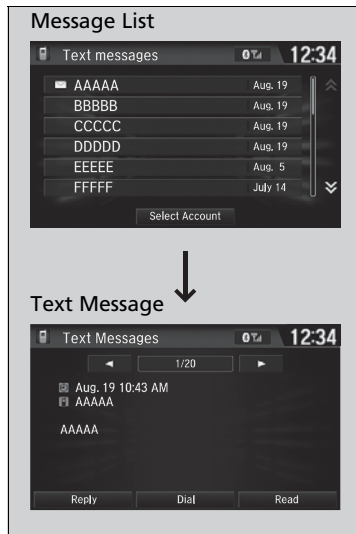 Message List
Text messages 12:34
AAAAA Aug. 19
BBBBB Aug. 19
CCCCC Aug. 19
DDDDD Aug. 19
EEEEE Aug. 5
FFFFF July 14
Select Account
Text Message
Text Messages 12:34
1/20
Aug. 19 10:43 AM
AAAAA
AAAAA
Reply Dial Read